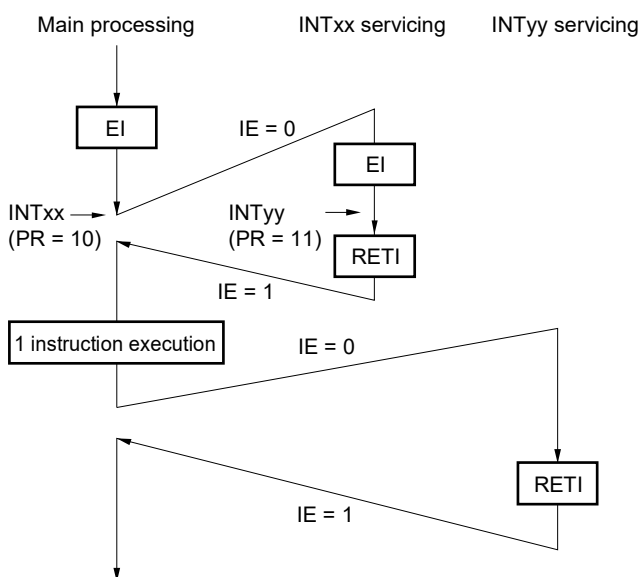 Main processing
INTxx servicing
INTyy servicing
EI
IE = 0
EI
INTxx
(PR = 10)
INTyy
(PR = 11)
RETI
IE = 1
1 instruction execution
IE = 0
RETI
IE = 1